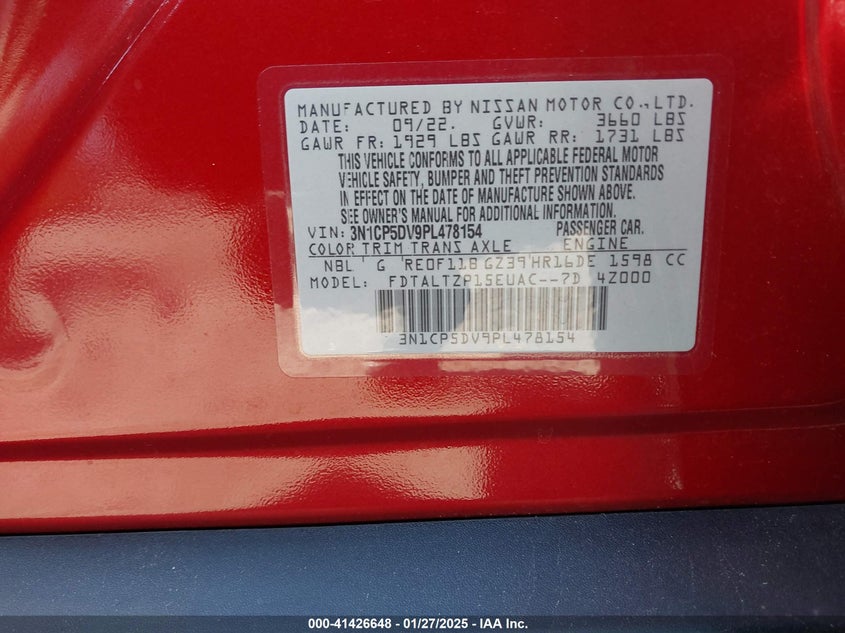 MANUFACTURED BY NISSAN MOTOR CO.,LTD.
DATE: 09/22. GVWR: 3660 LBS
GAWR FR: 1929 LBS GAWR RR: 1731 LBS
THIS VEHICLE CONFORMS TO ALL APPLICABLE FEDERAL MOTOR
VEHICLE SAFETY, BUMPER AND THEFT PREVENTION STANDARDS
IN EFFECT ON THE DATE OF MANUFACTURE SHOWN ABOVE.
SEE OWNER'S MANUAL FOR ADDITIONAL INFORMATION.
VIN: 3N1CP5DV9PL478154 PASSENGER CAR.
COLOR TRIM TRANS AXLE ENGINE
NBL G RE0F11B GZ39 HR16DE 1598 CC
MODEL: FDTALTZP15EUAC--7D 4Z000
3N1CP5DV9PL478154
000-41426648 - 01/27/2025 - IAA Inc.